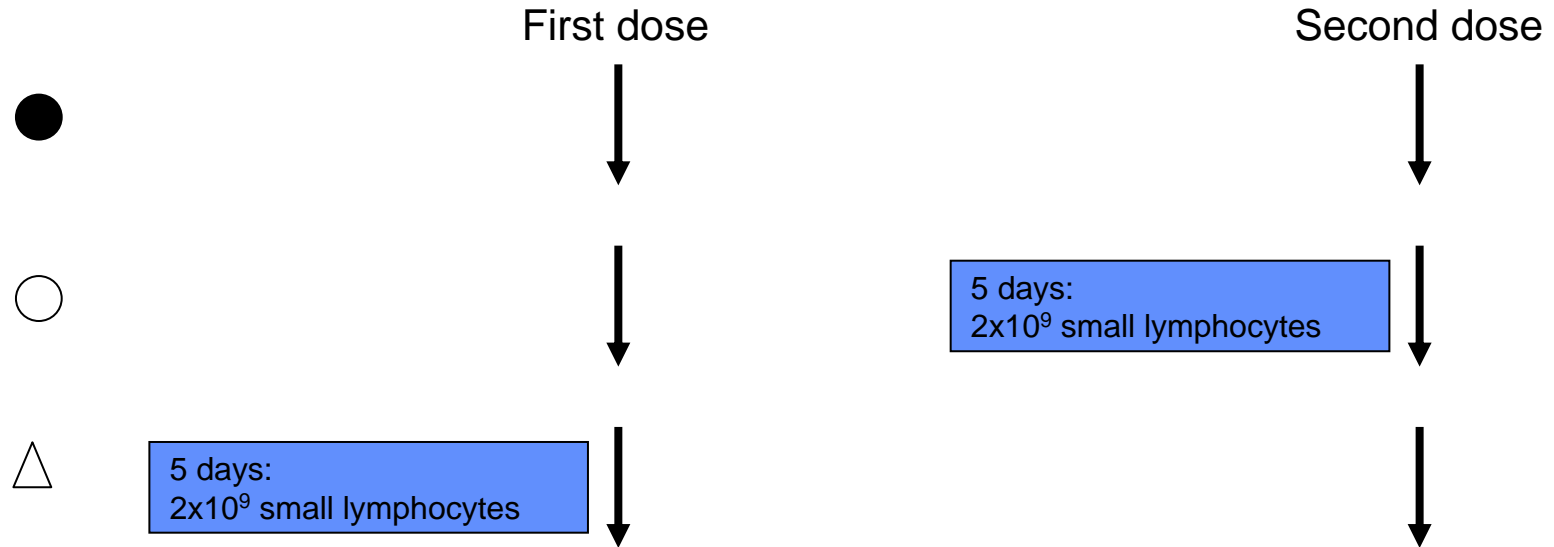 First dose
Second dose
5 days:
2x10⁹ small lymphocytes
5 days:
2x10⁹ small lymphocytes